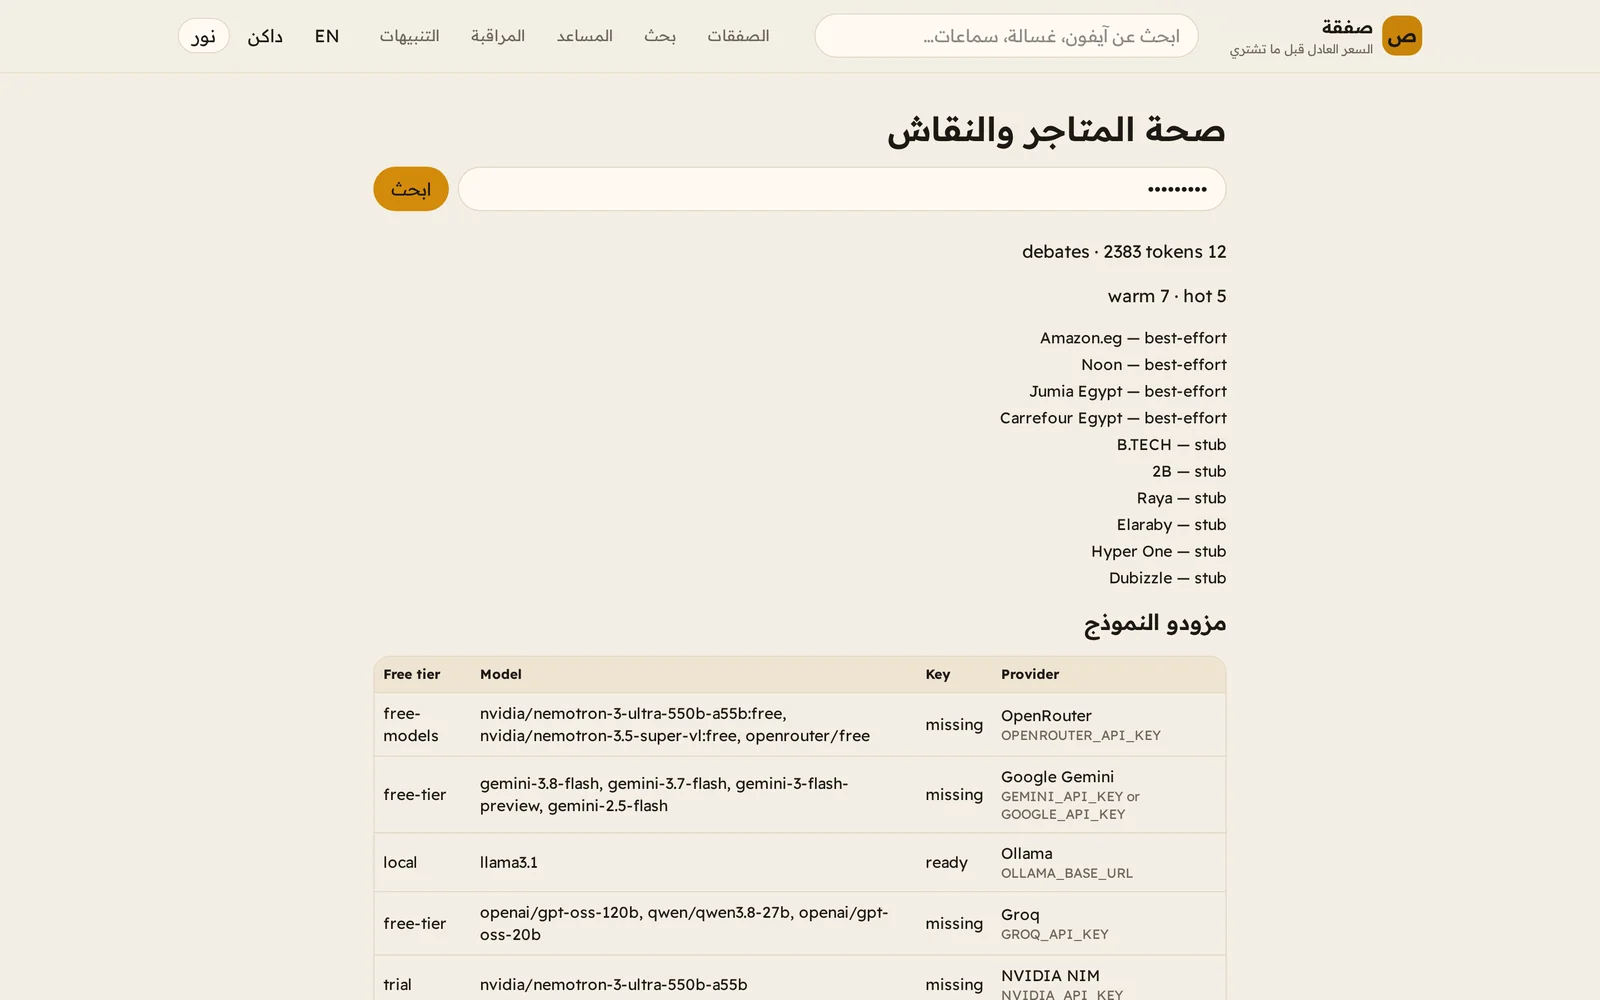 ص
صفقة
السعر العادل قبل ما تشتري
ابحث عن آيفون، غسالة، سماعات...
الصفقات
بحث
المساعد
المراقبة
التنبيهات
EN
داكن
نور
صحة المتاجر والنقاش
•••••••••
ابحث
debates · 2383 tokens 12
warm 7 · hot 5
Amazon.eg — best-effort
Noon — best-effort
Jumia Egypt — best-effort
Carrefour Egypt — best-effort
B.TECH — stub
2B — stub
Raya — stub
Elaraby — stub
Hyper One — stub
Dubizzle — stub
مزودو النموذج
Provider
Key
Model
Free tier
OpenRouter
OPENROUTER_API_KEY
missing
nvidia/nemotron-3-ultra-550b-a55b:free,
nvidia/nemotron-3.5-super-vl:free, openrouter/free
free-
models
Google Gemini
GEMINI_API_KEY or
GOOGLE_API_KEY
missing
gemini-3.8-flash, gemini-3.7-flash, gemini-3-flash-
preview, gemini-2.5-flash
free-tier
Ollama
OLLAMA_BASE_URL
ready
llama3.1
local
Groq
GROQ_API_KEY
missing
openai/gpt-oss-120b, qwen/qwen3.8-27b, openai/gpt-
oss-20b
free-tier
NVIDIA NIM
NVIDIA_API_KEY
missing
nvidia/nemotron-3-ultra-550b-a55b
trial